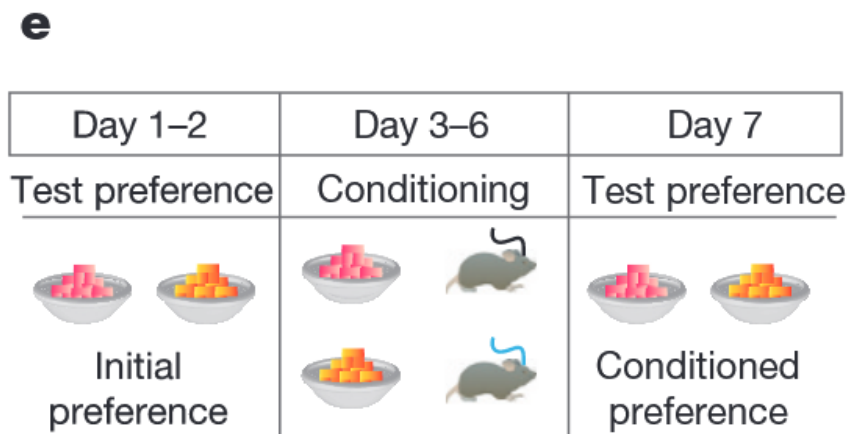 e
Day 1–2 Day 3–6 Day 7
Test preference Conditioning Test preference
Initial
preference
Conditioned
preference